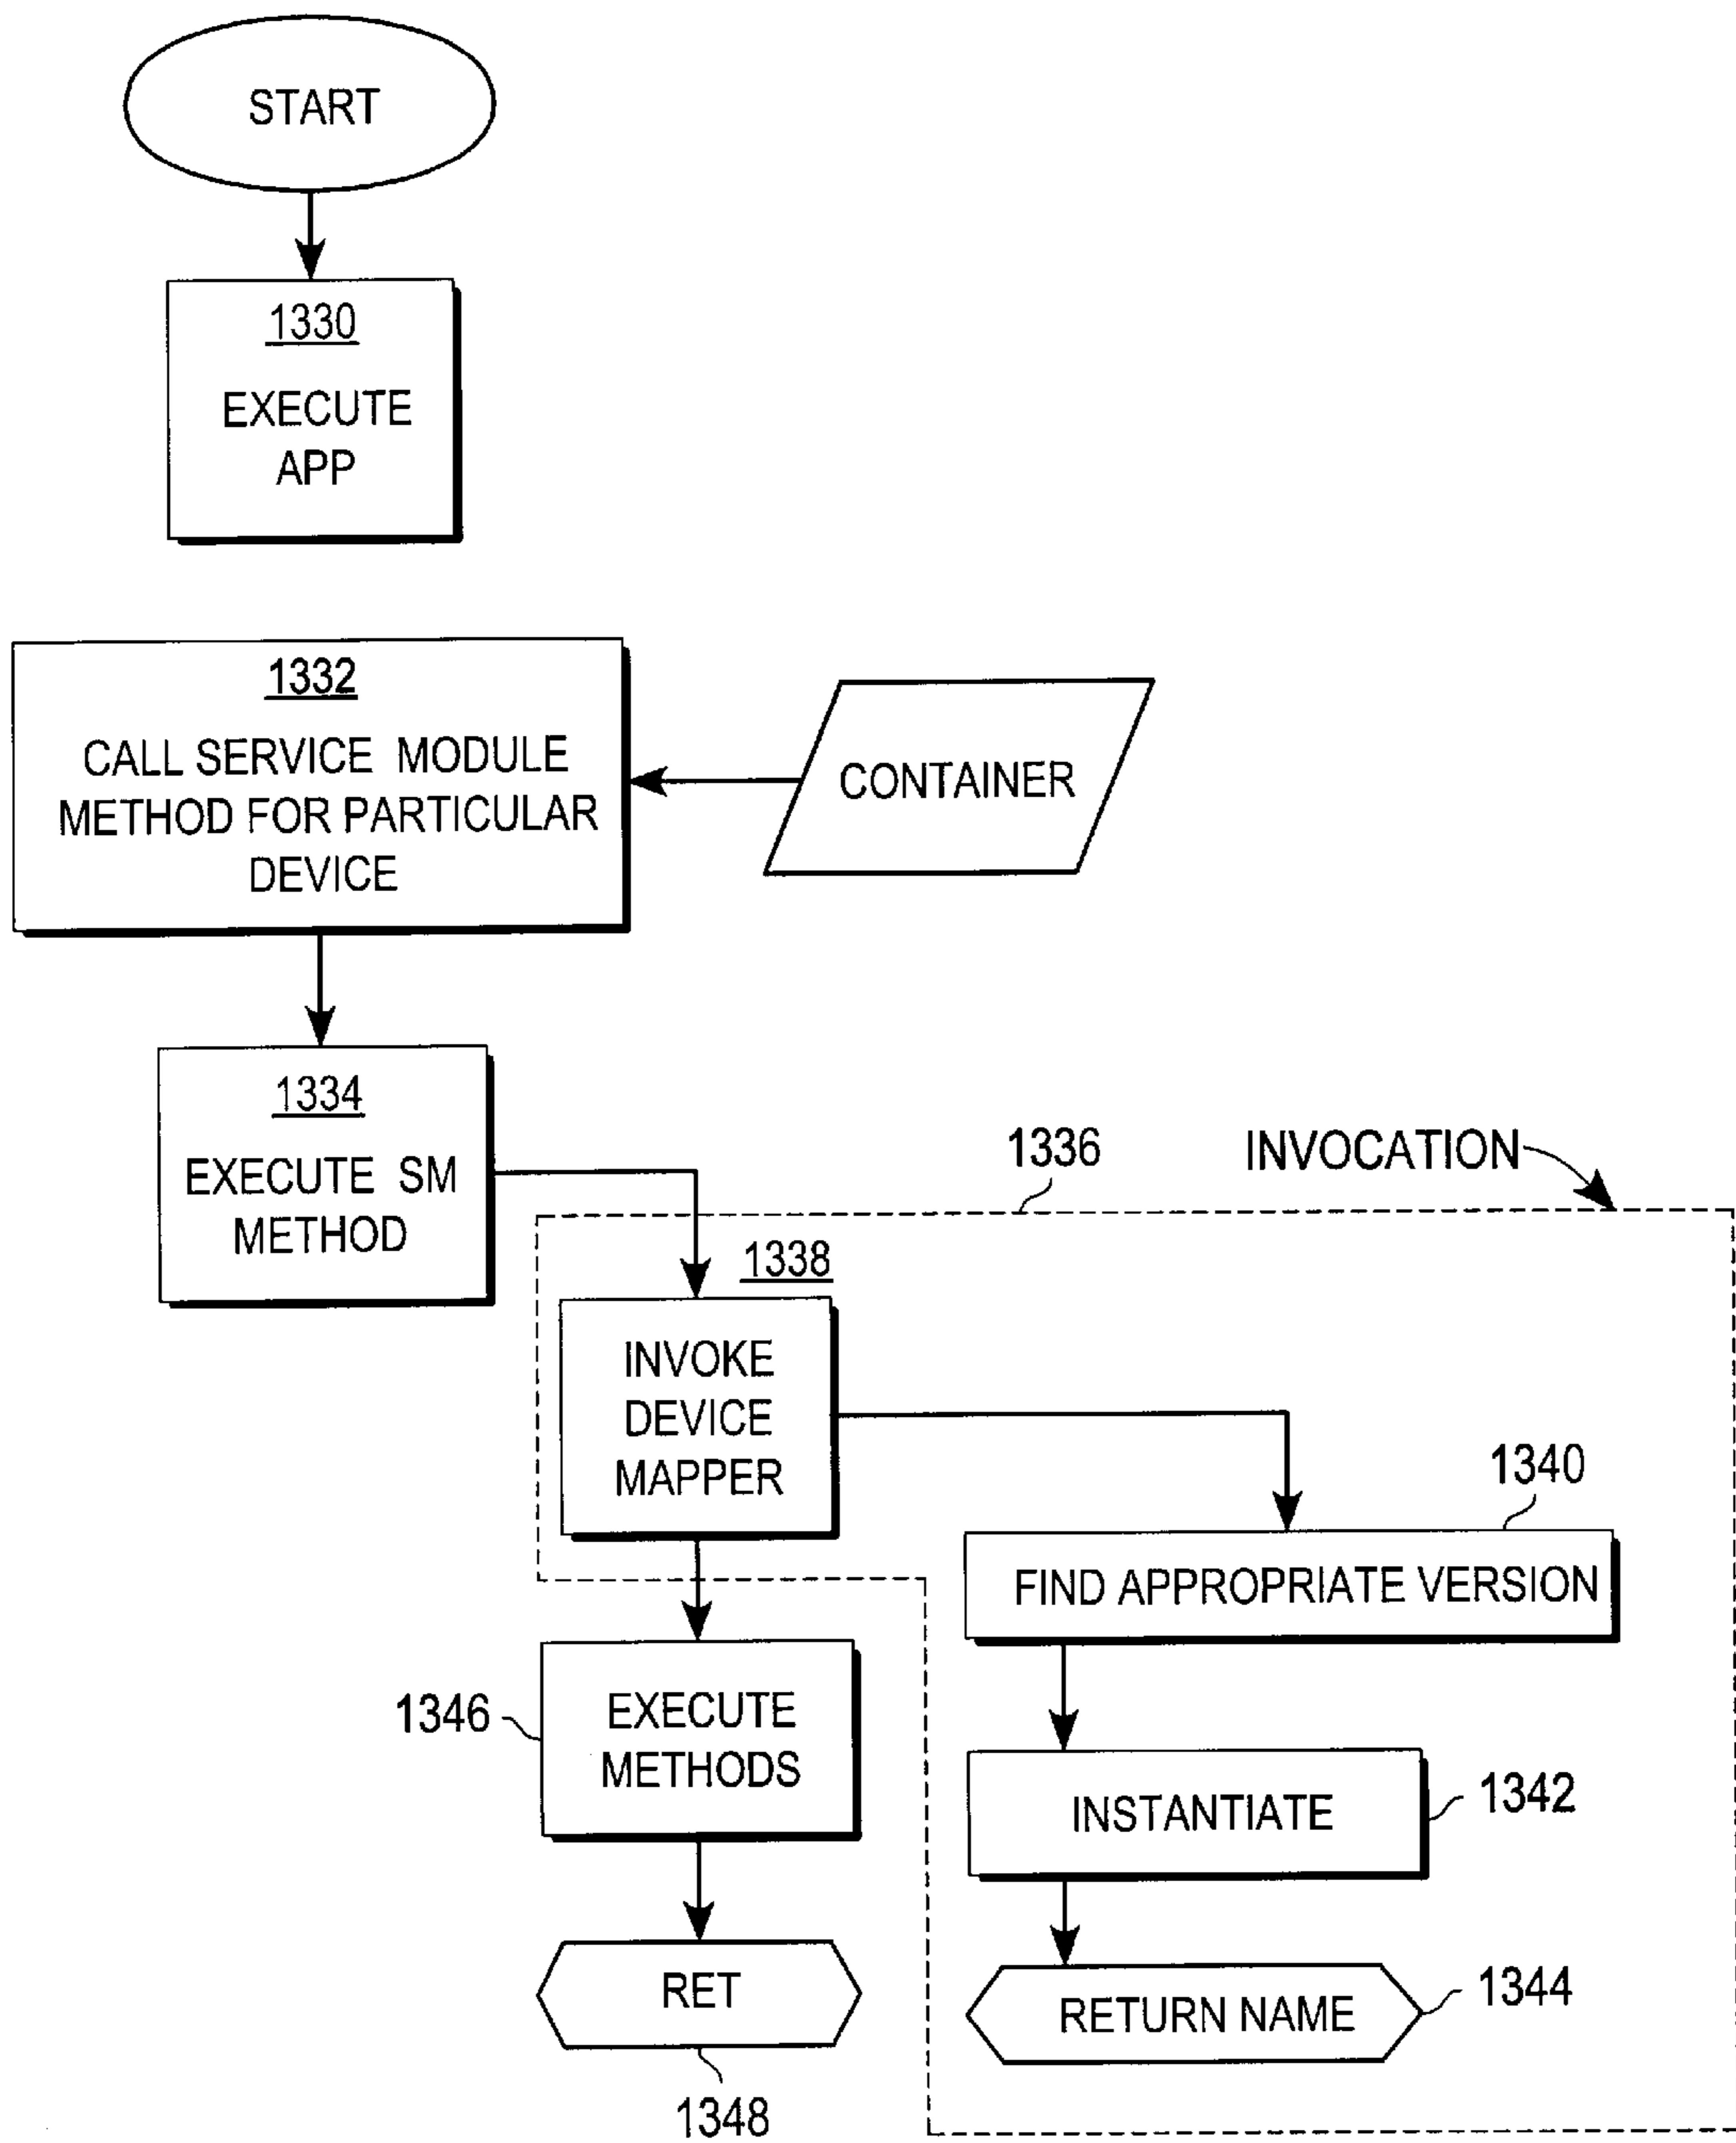 START
1330
EXECUTE
APP
1332
CALL SERVICE MODULE
METHOD FOR PARTICULAR
DEVICE
CONTAINER
1334
EXECUTE SM
METHOD
1336
INVOCATION
1338
INVOKE
DEVICE
MAPPER
1340
FIND APPROPRIATE VERSION
1346
EXECUTE
METHODS
INSTANTIATE
1342
RET
RETURN NAME
1344
1348